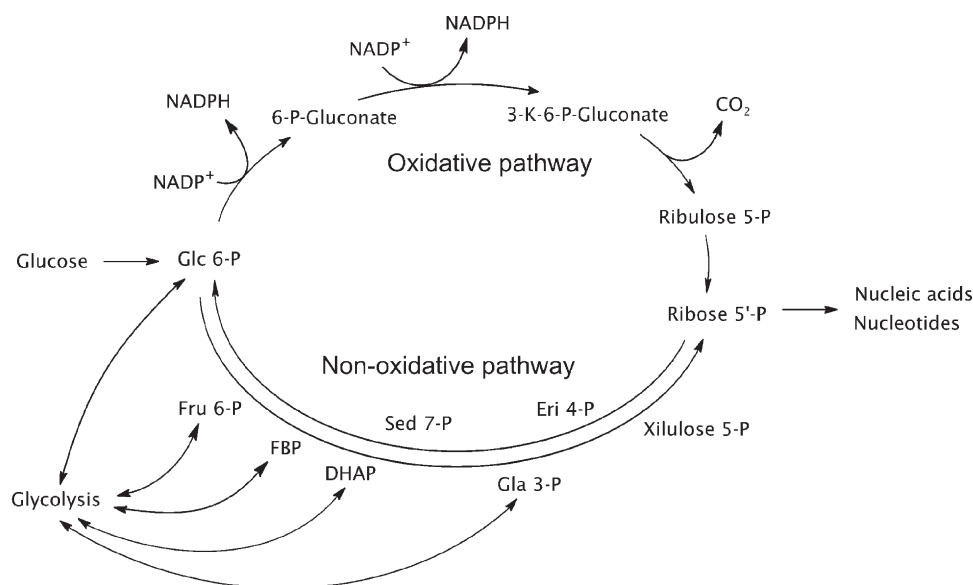 NADPH
NADP+
NADPH
6-P-Gluconate
3-K-6-P-Gluconate
CO2
Oxidative pathway
NADP+
Ribulose 5-P
Glucose
Glc 6-P
Nucleic acids
Ribose 5'-P
Nucleotides
Non-oxidative pathway
Fru 6-P
Eri 4-P
Sed 7-P
Xilulose 5-P
FBP
DHAP
Gla 3-P
Glycolysis